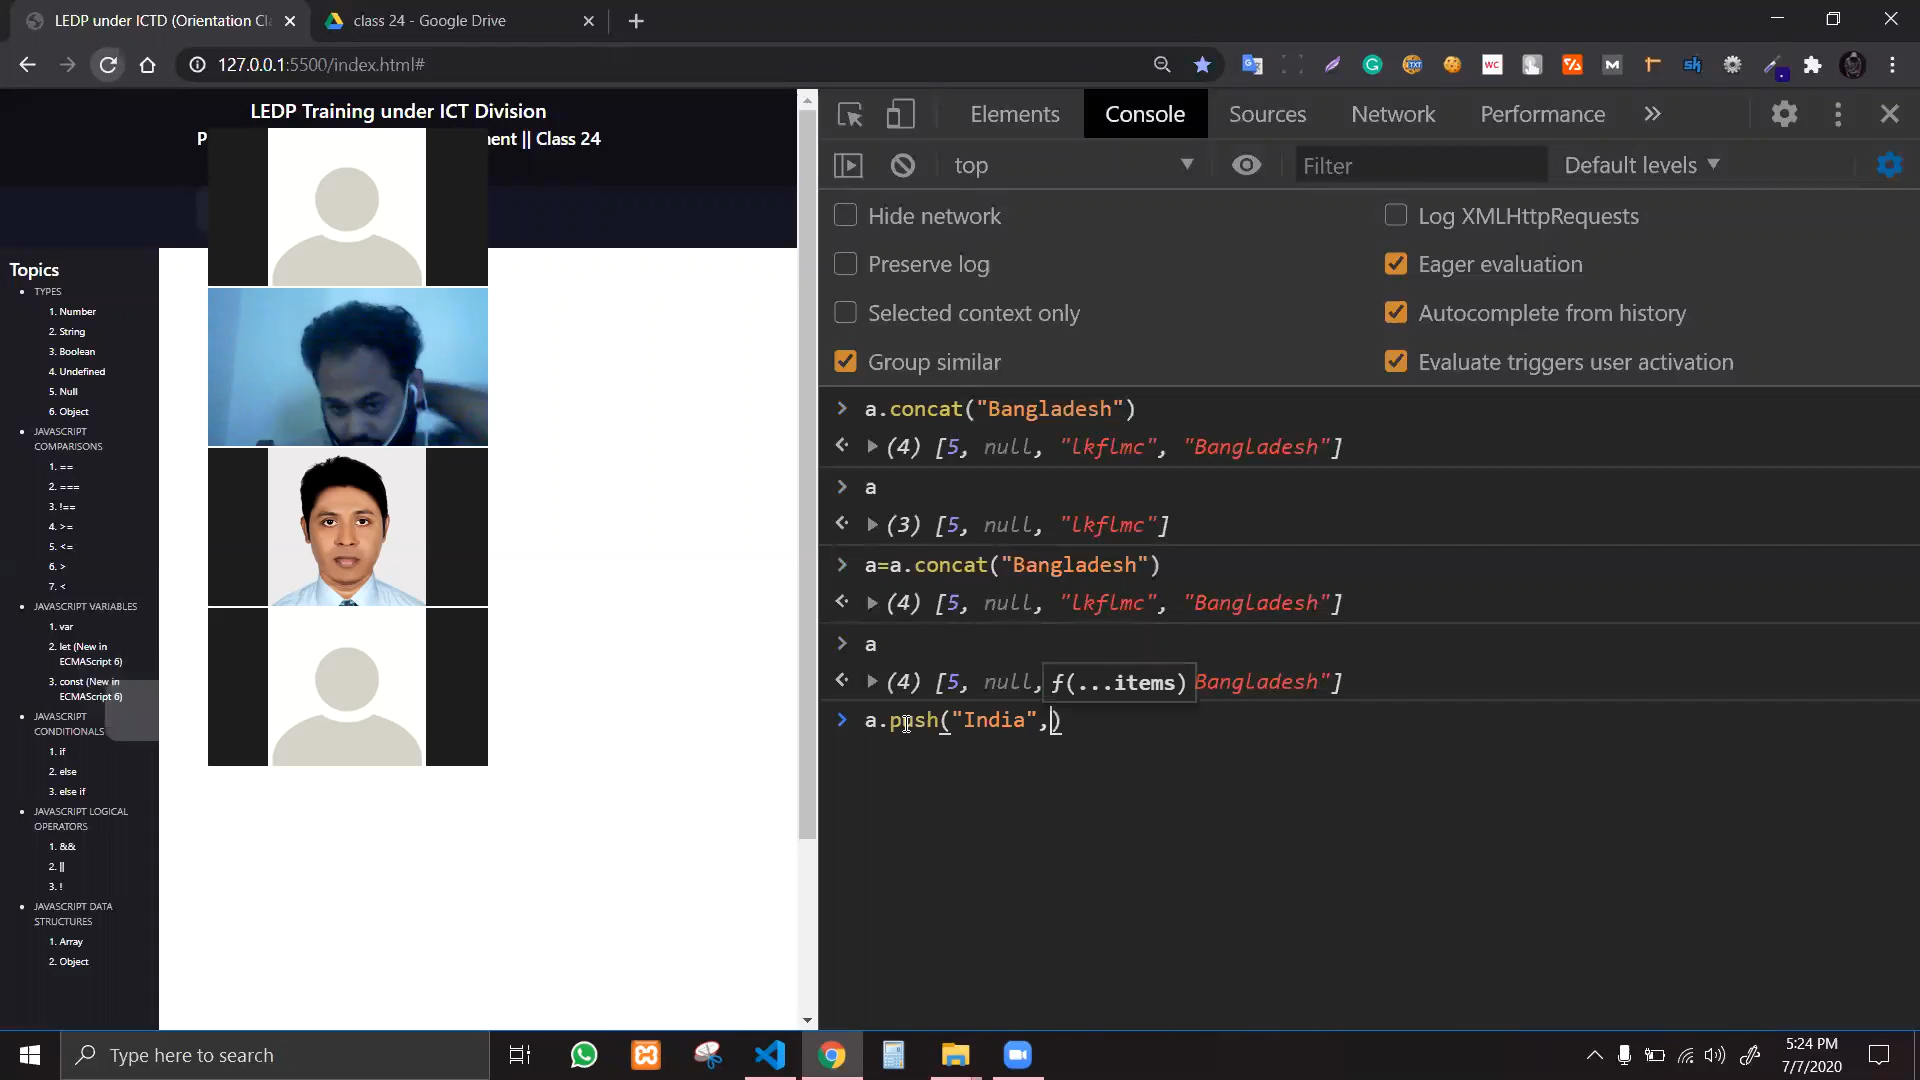 LEDP under ICTD (Orientation Cl
class 24 - Google Drive
127.0.0.1:5500/index.html#
LEDP Training under ICT Division
P
nent || Class 24
Topics
TYPES
1. Number
2. String
3. Boolean
4. Undefined
5. Null
6. Object
JAVASCRIPT
COMPARISONS
1. ==
2. ===
3. !==
4. >=
5. <=
6. >
7. <
JAVASCRIPT VARIABLES
1. var
2. let (New in
ECMAScript 6)
3. const (New in
ECMAScript 6)
JAVASCRIPT
CONDITIONALS
1. if
2. else
3. else if
JAVASCRIPT LOGICAL
OPERATORS
1. &&
2. ||
3. !
JAVASCRIPT DATA
STRUCTURES
1. Array
2. Object
Elements
Console
Sources
Network
Performance
top
Filter
Default levels
Hide network
Log XMLHttpRequests
Preserve log
Eager evaluation
Selected context only
Autocomplete from history
Group similar
Evaluate triggers user activation
a.concat("Bangladesh")
(4) [5, null, "lkflmc", "Bangladesh"]
a
(3) [5, null, "lkflmc"]
a=a.concat("Bangladesh")
(4) [5, null, "lkflmc", "Bangladesh"]
a
(4) [5, null, Bangladesh"]
ƒ(...items)
a.push("India",)
Type here to search
5:24 PM
7/7/2020